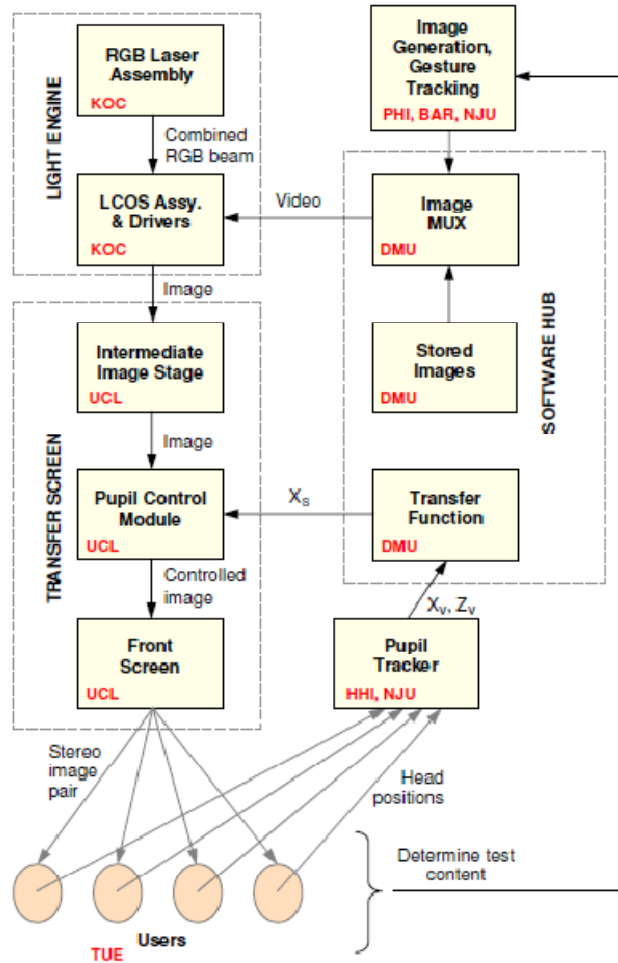 RGB Laser
Assembly
KOC
Image
Generation,
Gesture
Tracking
PHI, BAR, NJU
LIGHT ENGINE
Combined
RGB beam
LCOS Assy.
& Drivers
KOC
Video
Image
MUX
DMU
Image
Intermediate
Image Stage
UCL
Stored
Images
DMU
SOFTWARE HUB
TRANSFER SCREEN
Image
Pupil Control
Module
UCL
Xs
Transfer
Function
DMU
Controlled
image
Xv, Zv
Front
Screen
UCL
Pupil
Tracker
HHI, NJU
Stereo
image
pair
Head
positions
Determine test
content
Users
TUE